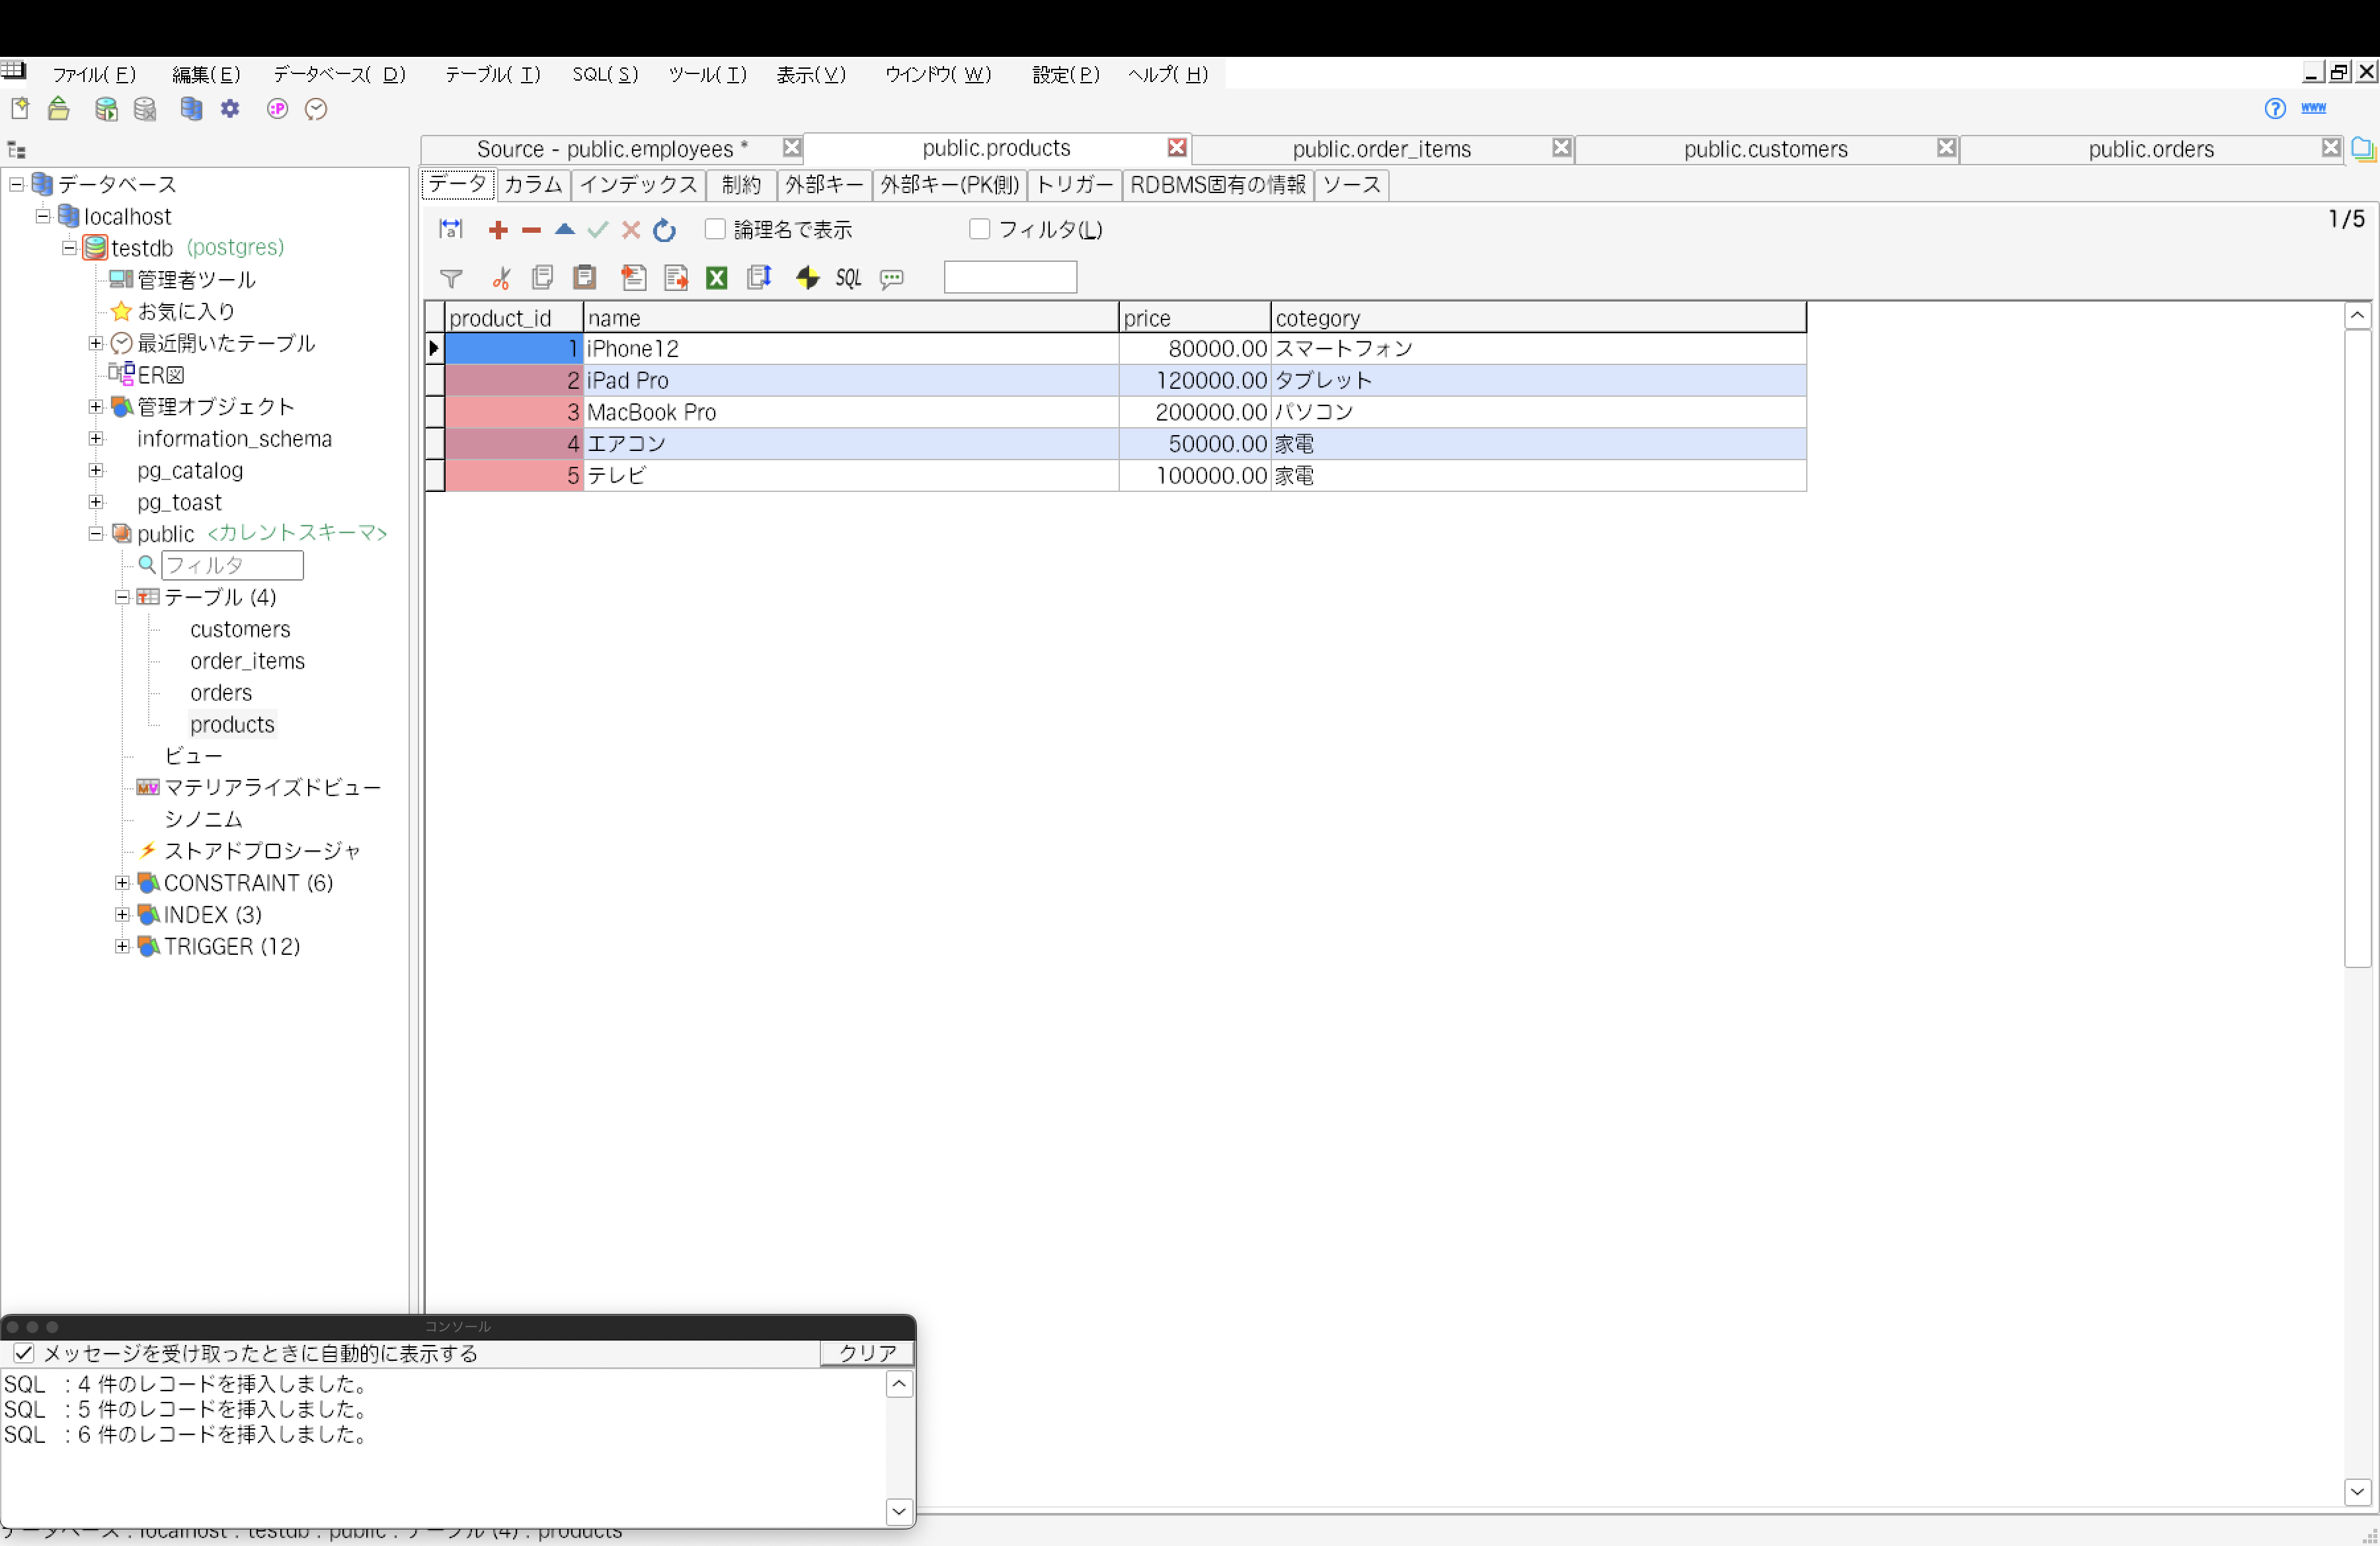 ファイル( F) 編集( E) データベース( D) テーブル( T) SQL( S) ツール( T) 表示( V) ウインドウ( W) 設定( P) ヘルプ( H)
:P ? www
Source - public.employees * public.products public.order_items public.customers public.orders
データ カラム インデックス 制約 外部キー 外部キー(PK側) トリガー RDBMS固有の情報 ソース
a 論理名で表示 フィルタ(L) 1/5
SQL
product_id name price cotegory
1 iPhone12 80000.00 スマートフォン
2 iPad Pro 120000.00 タブレット
3 MacBook Pro 200000.00 パソコン
4 エアコン 50000.00 家電
5 テレビ 100000.00 家電
データベース
localhost
testdb (postgres)
管理者ツール
お気に入り
最近開いたテーブル
ER図
管理オブジェクト
information_schema
pg_catalog
pg_toast
public <カレントスキーマ>
フィルタ
テーブル (4)
customers
order_items
orders
products
ビュー
マテリアライズドビュー
シノニム
ストアドプロシージャ
CONSTRAINT (6)
INDEX (3)
TRIGGER (12)
コンソール
メッセージを受け取ったときに自動的に表示する クリア
SQL : 4 件のレコードを挿入しました。
SQL : 5 件のレコードを挿入しました。
SQL : 6 件のレコードを挿入しました。
データベース : localhost : testdb : public : テーブル (4) : products